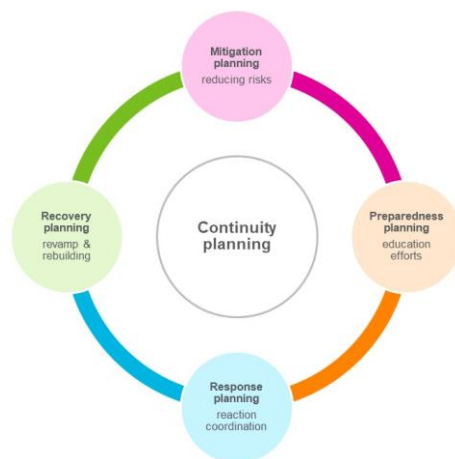 Mitigation
planning
reducing risks
Recovery
planning
revamp &
rebuilding
Continuity
planning
Preparedness
planning
education
efforts
Response
planning
reaction
coordination